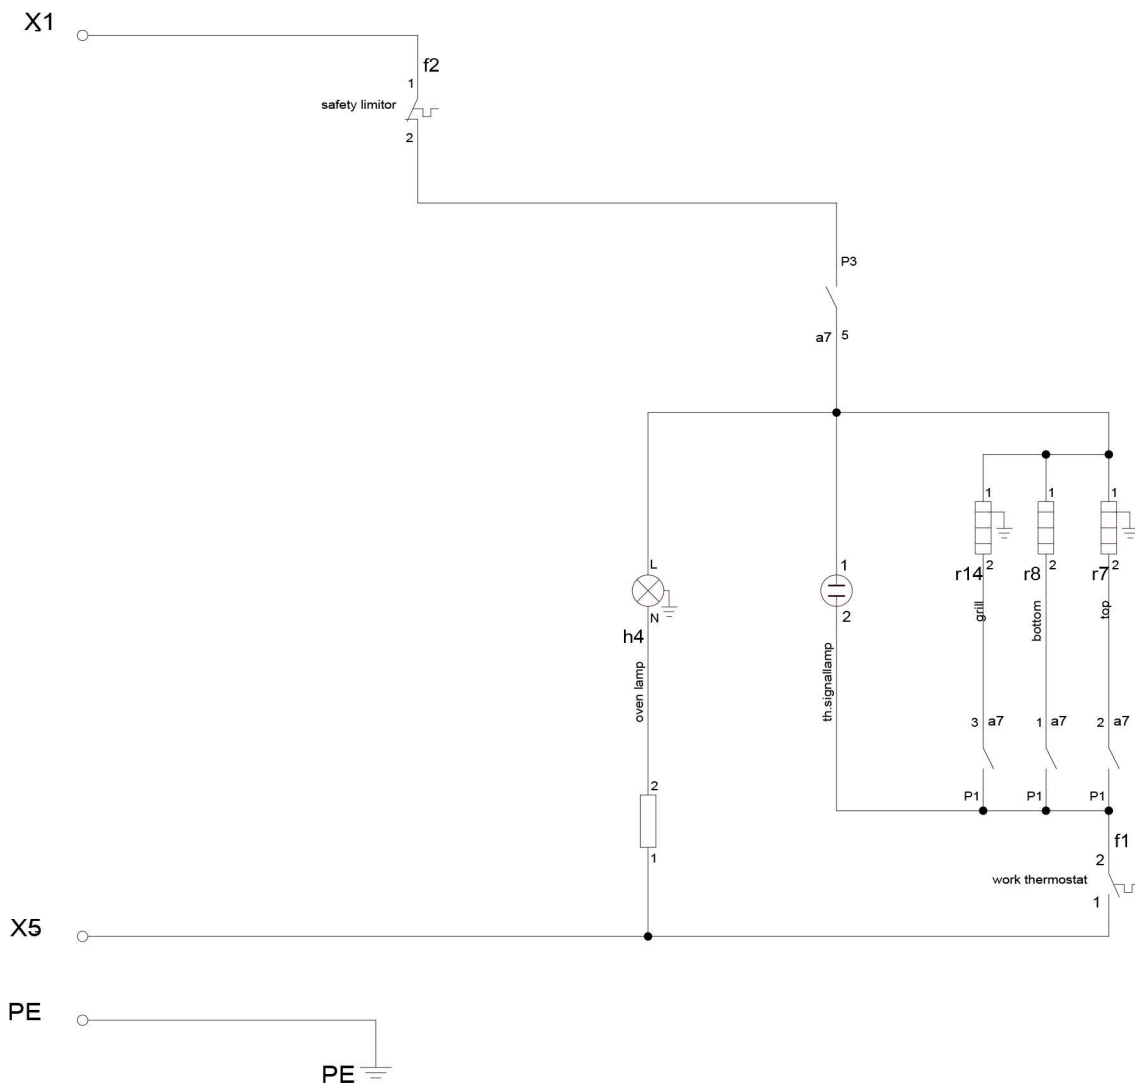 X1
f2
1
safety limitor
2
P3
a7 5
1 1 1
L
1
r14 2 r8 2 r7 2
grill
bottom
top
N
2
h4
oven lamp
th.signallamp
3 a7 1 a7 2 a7
2
P1 P1 P1
f1
1
2
work thermostat
1
X5
PE
PE